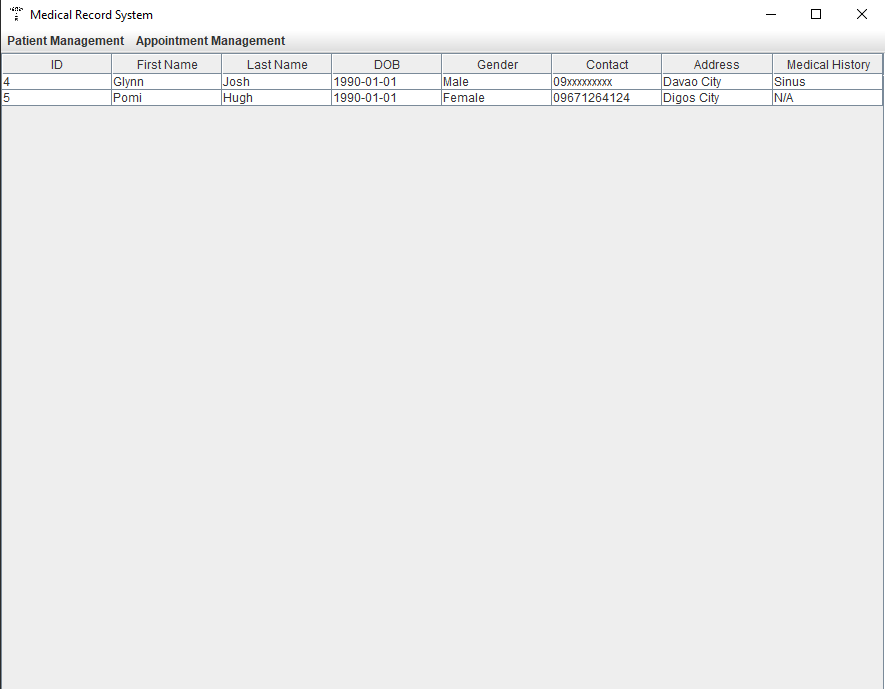 Medical Record System
Patient Management Appointment Management
ID First Name Last Name DOB Gender Contact Address Medical History
4 Glynn Josh 1990-01-01 Male 09xxxxxxxxx Davao City Sinus
5 Pomi Hugh 1990-01-01 Female 09671264124 Digos City N/A